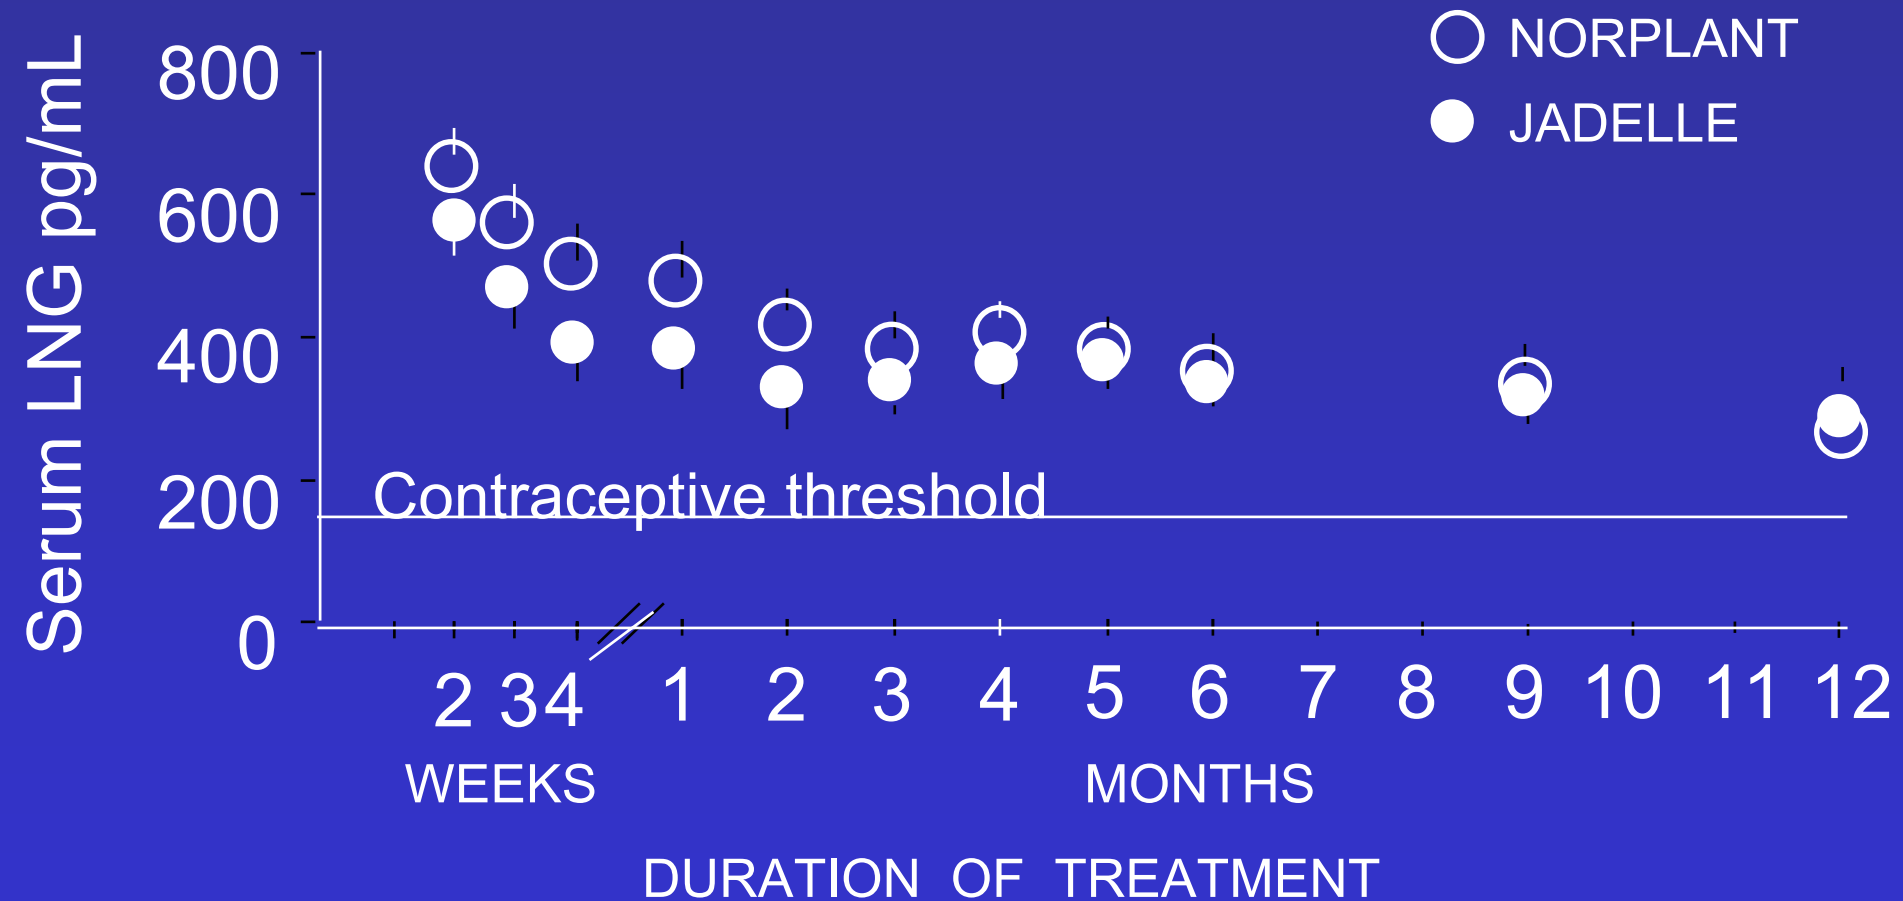 NORPLANT
JADELLE
Serum LNG pg/mL
800
600
400
200
0
Contraceptive threshold
2 3 4 1 2 3 4 5 6 7 8 9 10 11 12
WEEKS MONTHS
DURATION OF TREATMENT